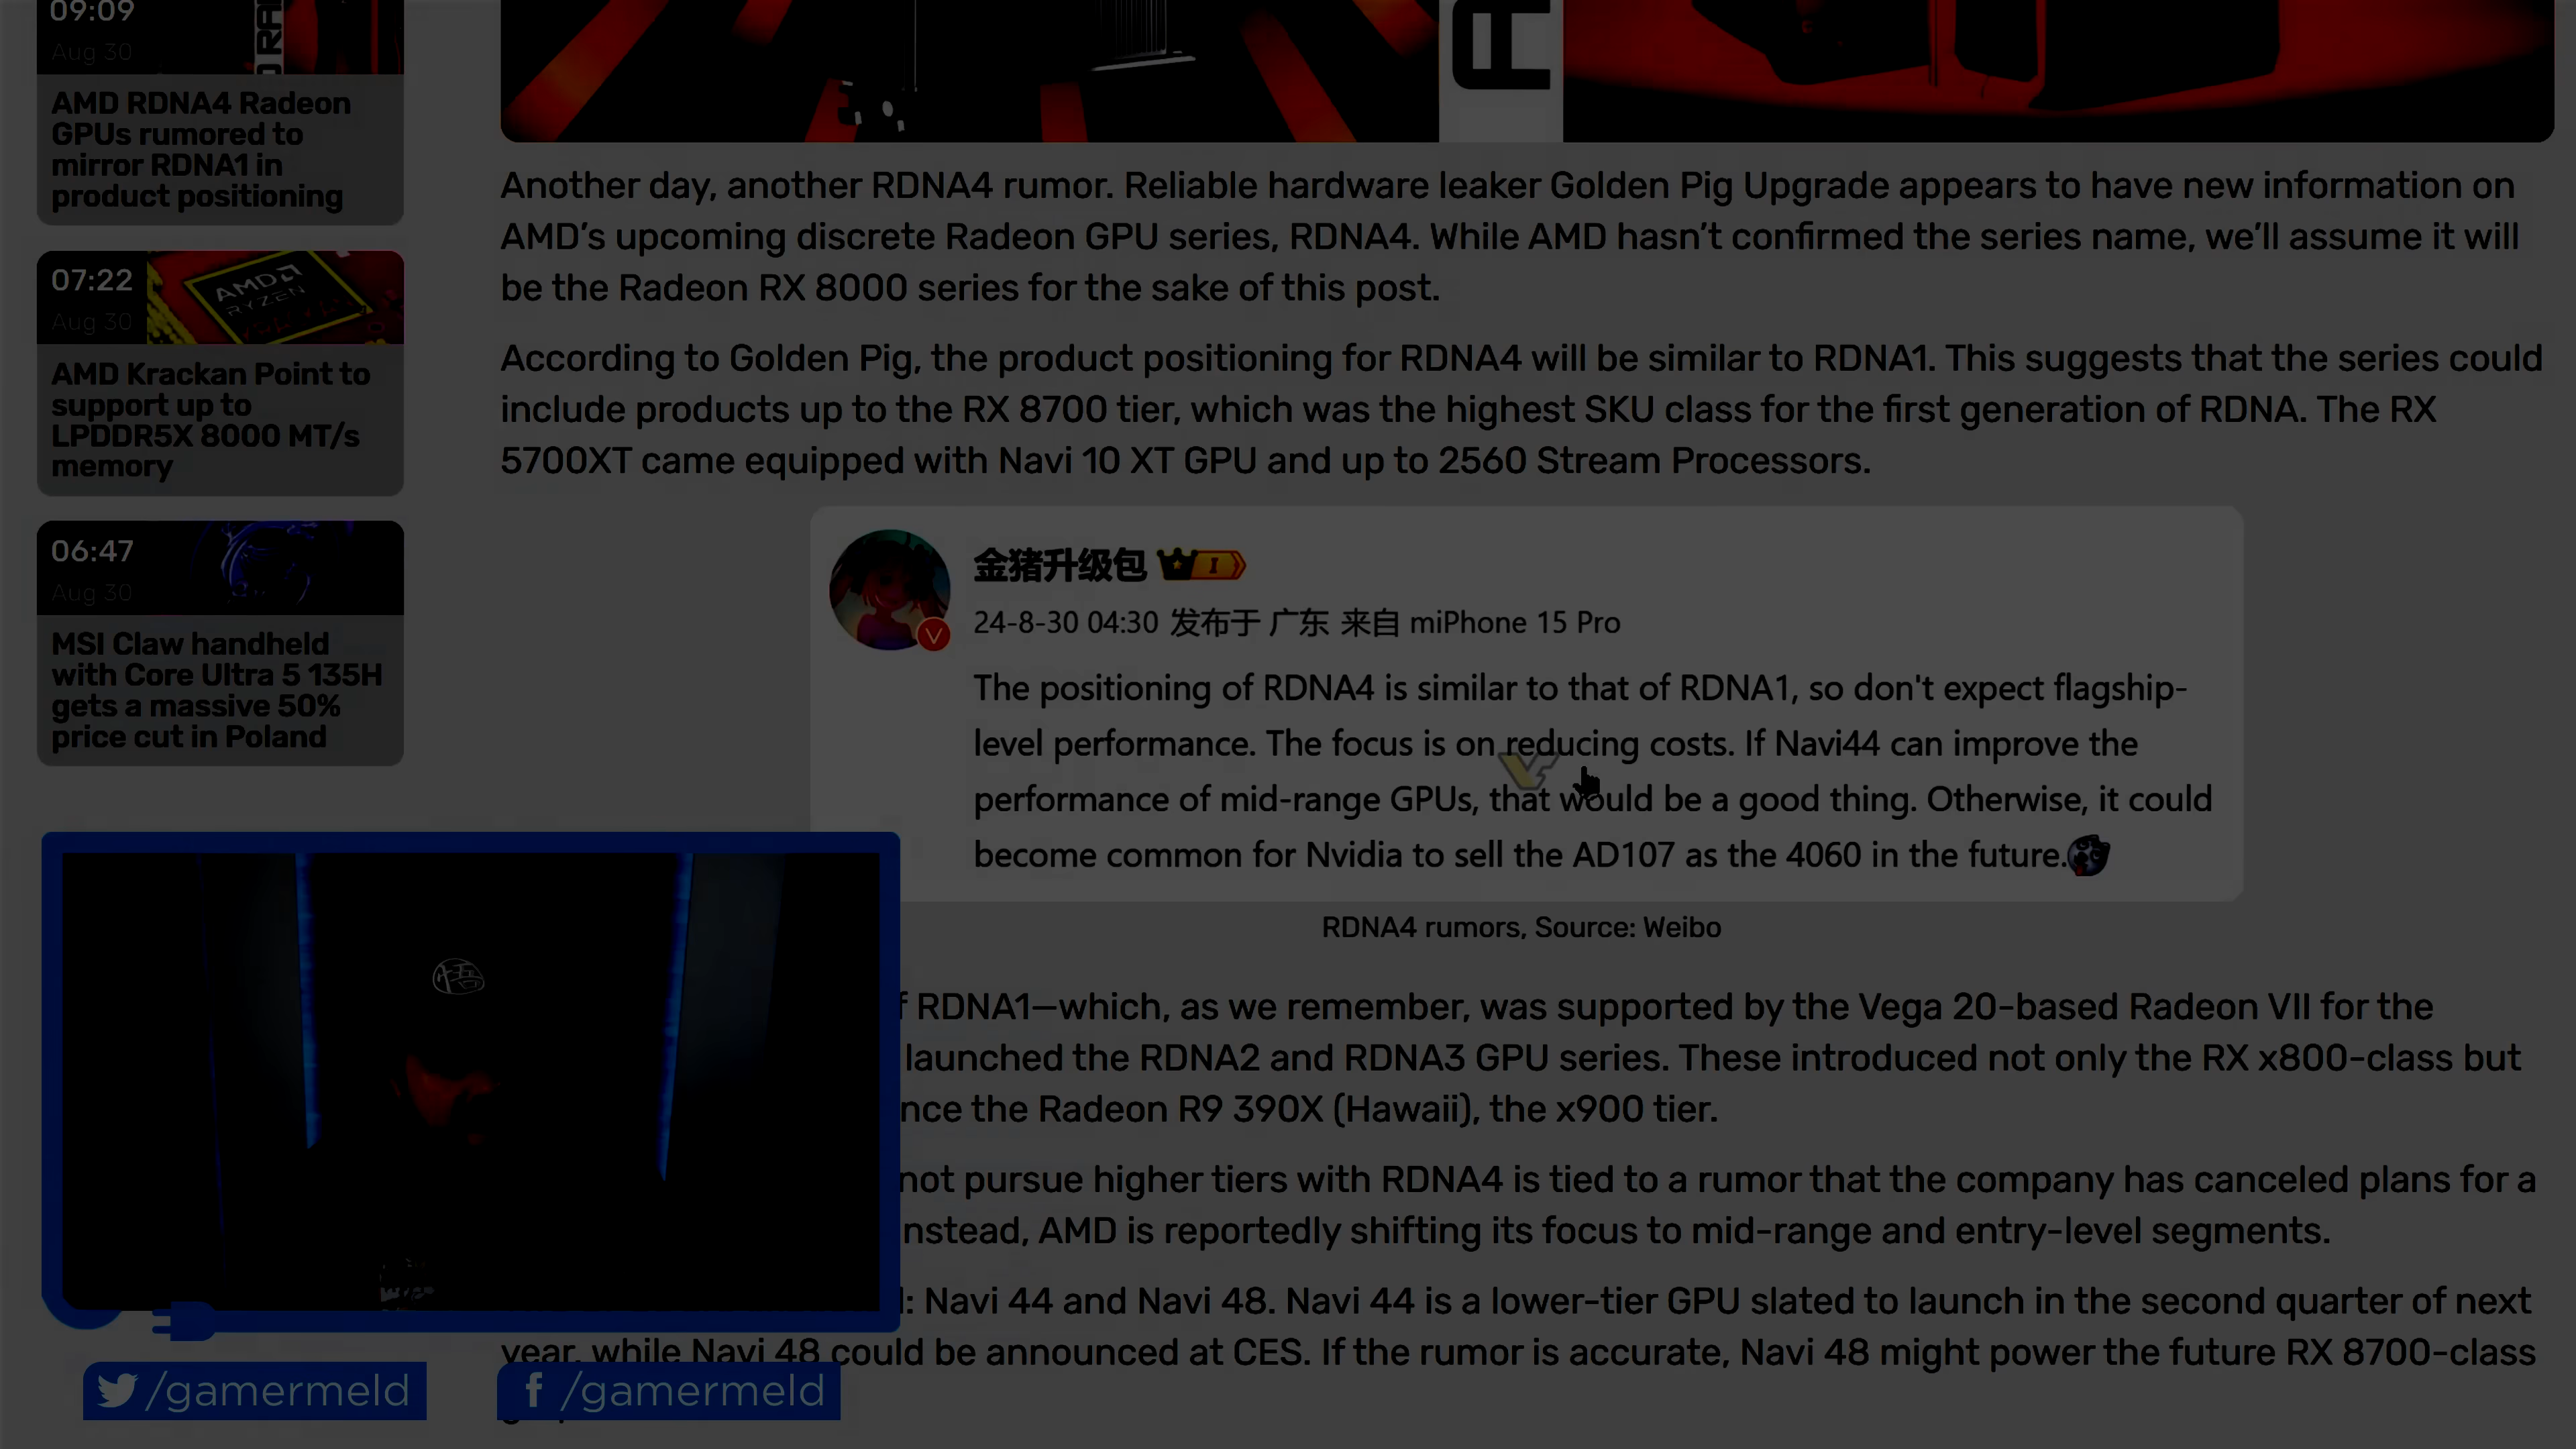 09:09
Aug 30
AMD RDNA4 Radeon
GPUs rumored to
mirror RDNA1 in
product positioning
07:22
Aug 30
AMD
RYZEN
AMD Krackan Point to
support up to
LPDDR5X 8000 MT/s
memory
06:47
Aug 30
MSI Claw handheld
with Core Ultra 5 135H
gets a massive 50%
price cut in Poland
Another day, another RDNA4 rumor. Reliable hardware leaker Golden Pig Upgrade appears to have new information on
AMD’s upcoming discrete Radeon GPU series, RDNA4. While AMD hasn’t confirmed the series name, we’ll assume it will
be the Radeon RX 8000 series for the sake of this post.
According to Golden Pig, the product positioning for RDNA4 will be similar to RDNA1. This suggests that the series could
include products up to the RX 8700 tier, which was the highest SKU class for the first generation of RDNA. The RX
5700XT came equipped with Navi 10 XT GPU and up to 2560 Stream Processors.
金猪升级包 I
24-8-30 04:30 发布于 广东 来自 miPhone 15 Pro
The positioning of RDNA4 is similar to that of RDNA1, so don't expect flagship-
level performance. The focus is on reducing costs. If Navi44 can improve the
performance of mid-range GPUs, that would be a good thing. Otherwise, it could
become common for Nvidia to sell the AD107 as the 4060 in the future.
RDNA4 rumors, Source: Weibo
f RDNA1—which, as we remember, was supported by the Vega 20-based Radeon VII for the
launched the RDNA2 and RDNA3 GPU series. These introduced not only the RX x800-class but
nce the Radeon R9 390X (Hawaii), the x900 tier.
not pursue higher tiers with RDNA4 is tied to a rumor that the company has canceled plans for a
nstead, AMD is reportedly shifting its focus to mid-range and entry-level segments.
: Navi 44 and Navi 48. Navi 44 is a lower-tier GPU slated to launch in the second quarter of next
year, while Navi 48 could be announced at CES. If the rumor is accurate, Navi 48 might power the future RX 8700-class
悟
/gamermeld
f /gamermeld